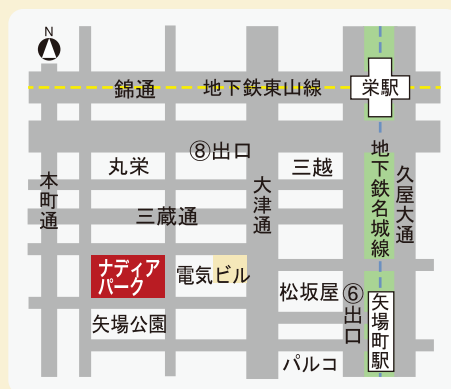 N
錦通
地下鉄東山線
栄駅
丸栄
⑧出口
三越
本町通
大津通
地下鉄名城線
久屋大通
三蔵通
ナディア
パーク
電気ビル
松坂屋
⑥出口
矢場町駅
矢場公園
パルコ